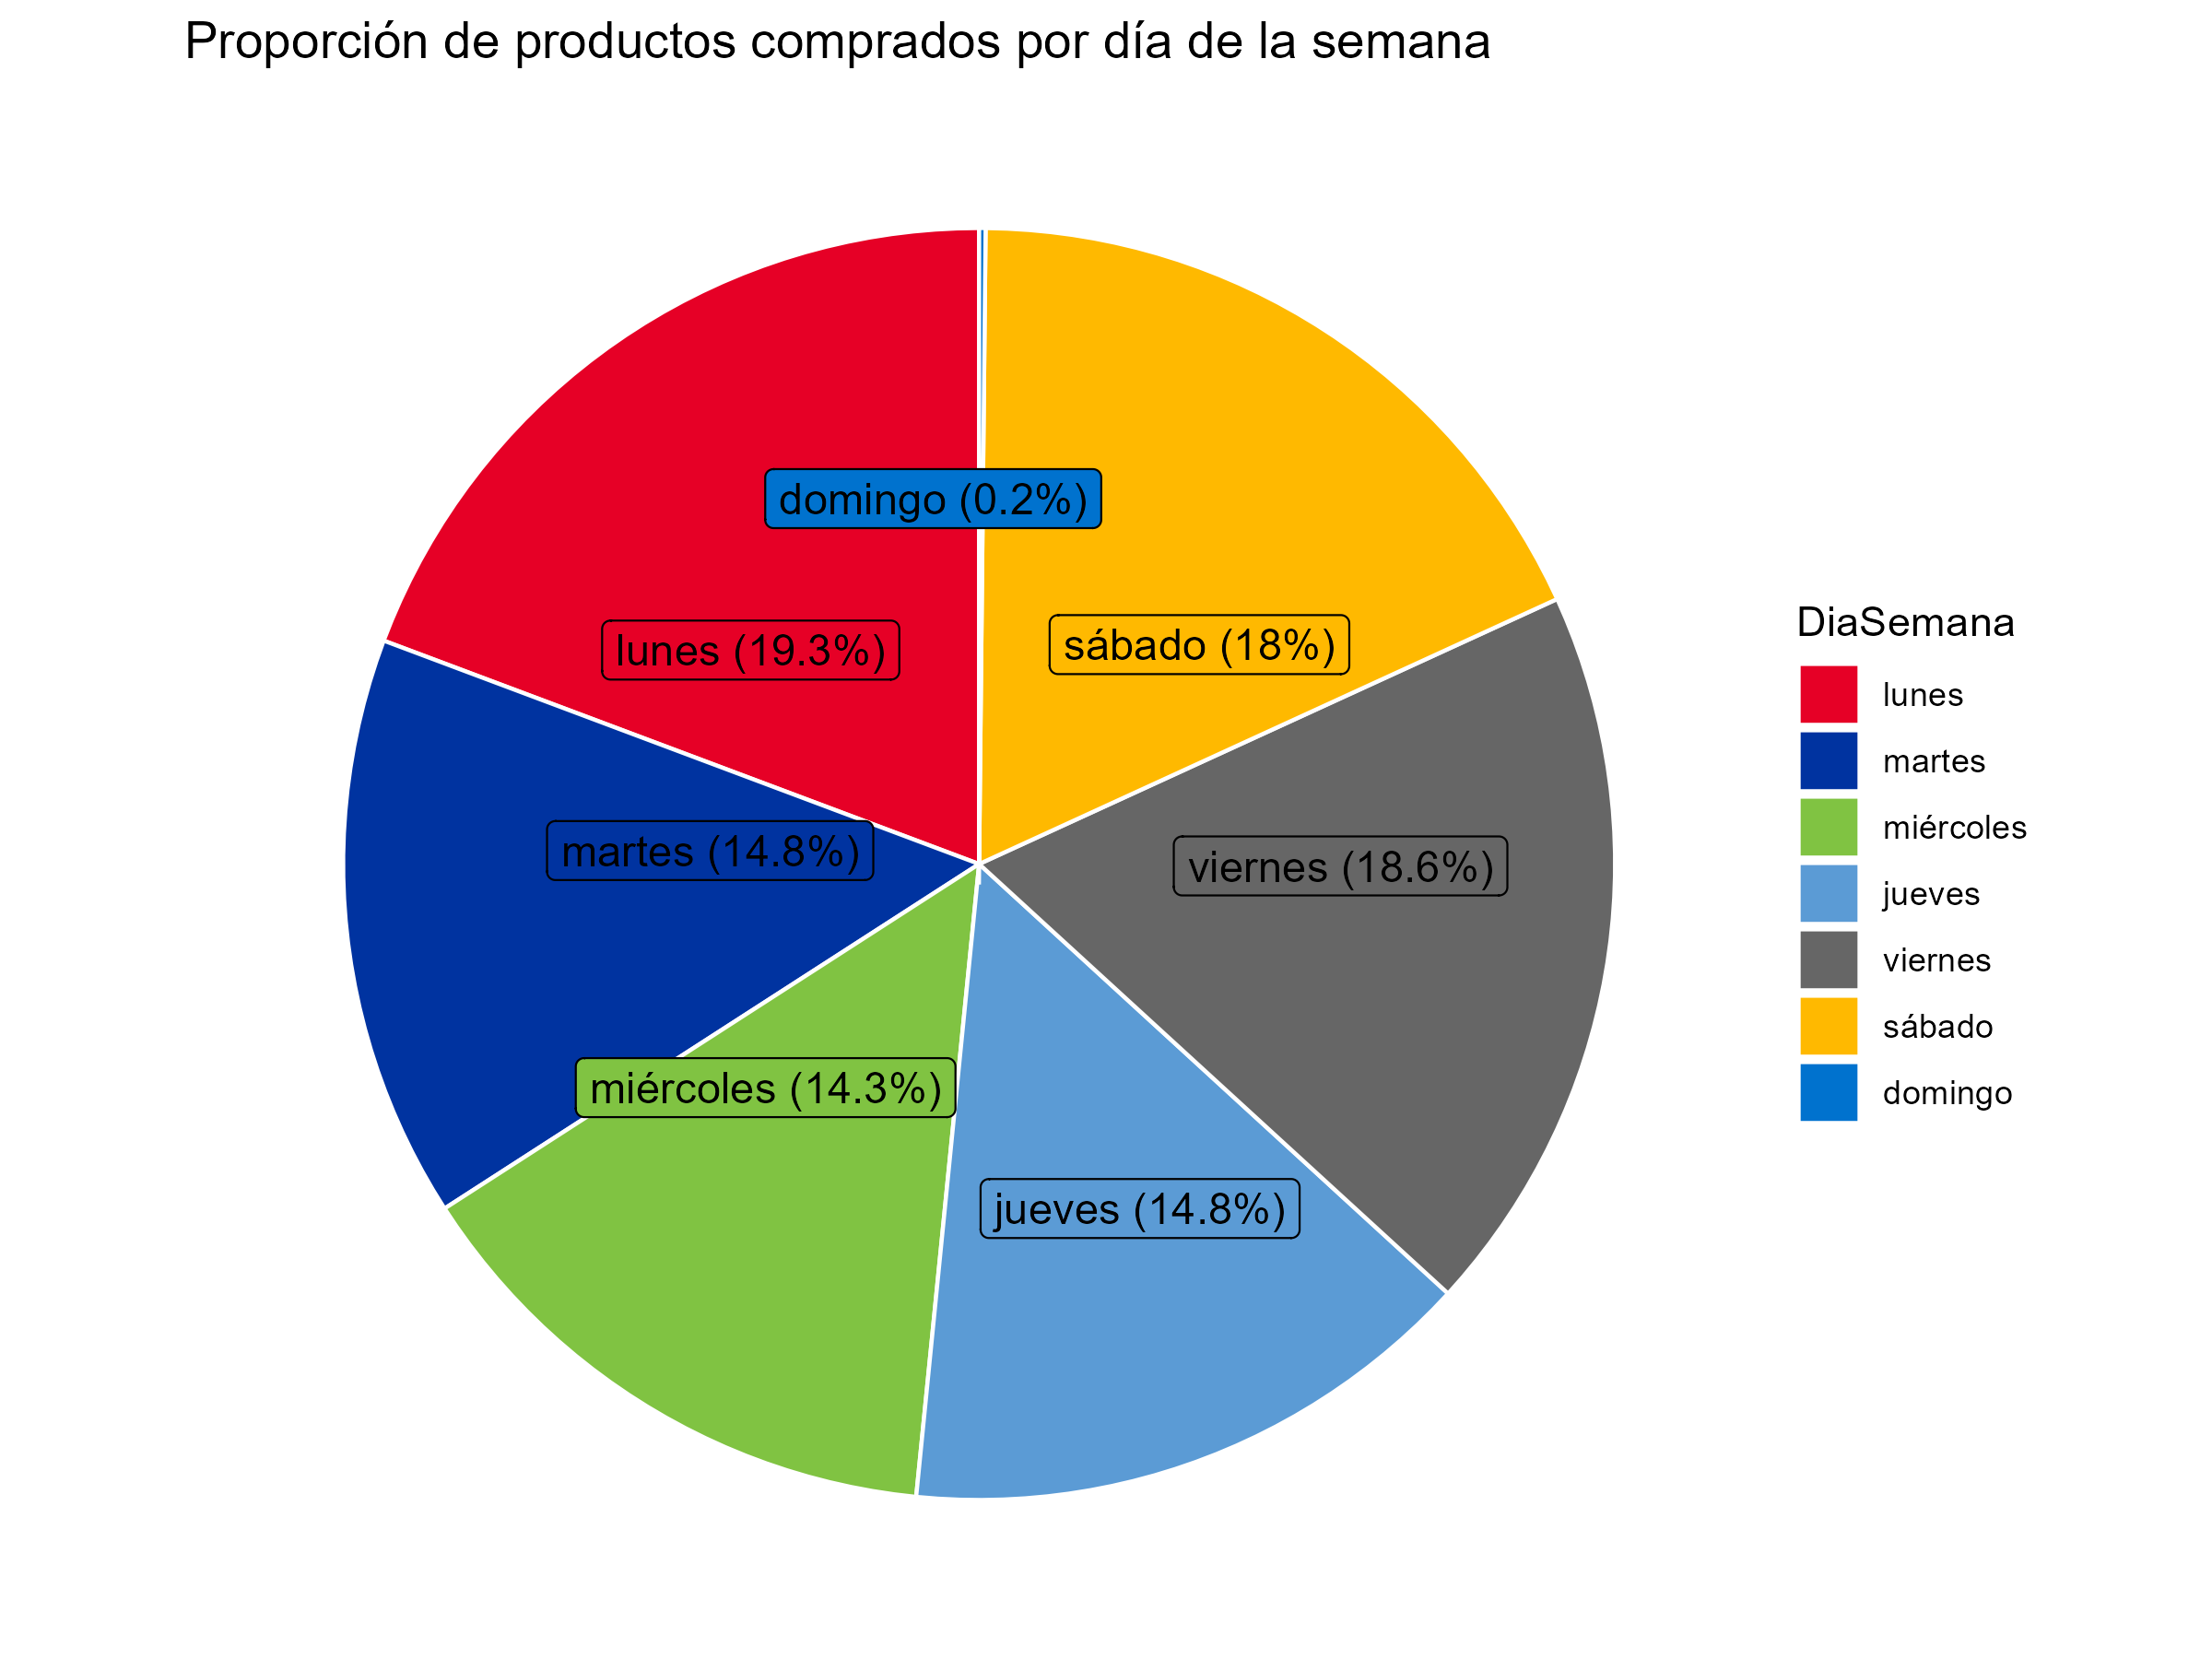 Proporción de productos comprados por día de la semana
domingo (0.2%)
lunes (19.3%)
sábado (18%)
martes (14.8%)
viernes (18.6%)
miércoles (14.3%)
jueves (14.8%)
DiaSemana
lunes
martes
miércoles
jueves
viernes
sábado
domingo